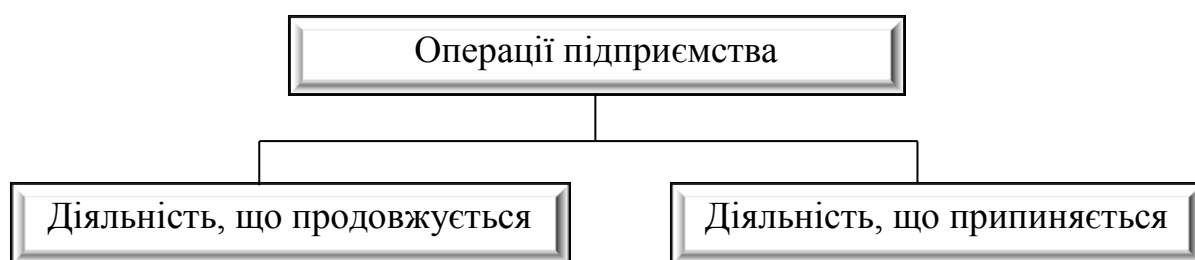 Операції підприємства
Діяльність, що продовжується
Діяльність, що припиняється